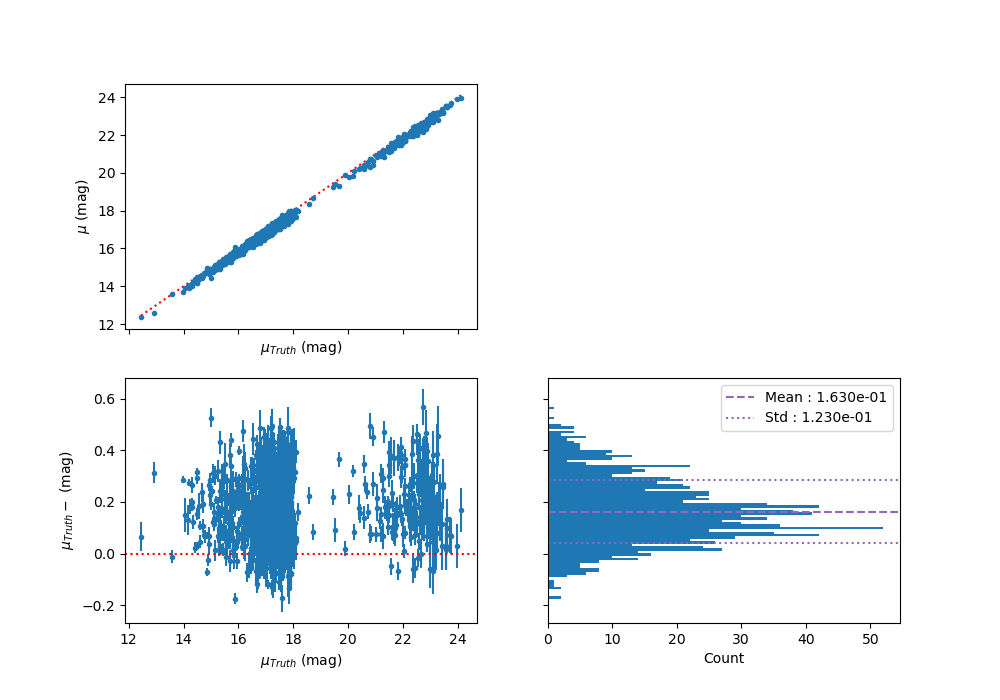 24
22
20
18
16
14
12
μ (mag)
μTruth (mag)
0.6
0.4
0.2
0.0
−0.2
μTruth − (mag)
12 14 16 18 20 22 24
μTruth (mag)
Mean : 1.630e-01
Std : 1.230e-01
0 10 20 30 40 50
Count